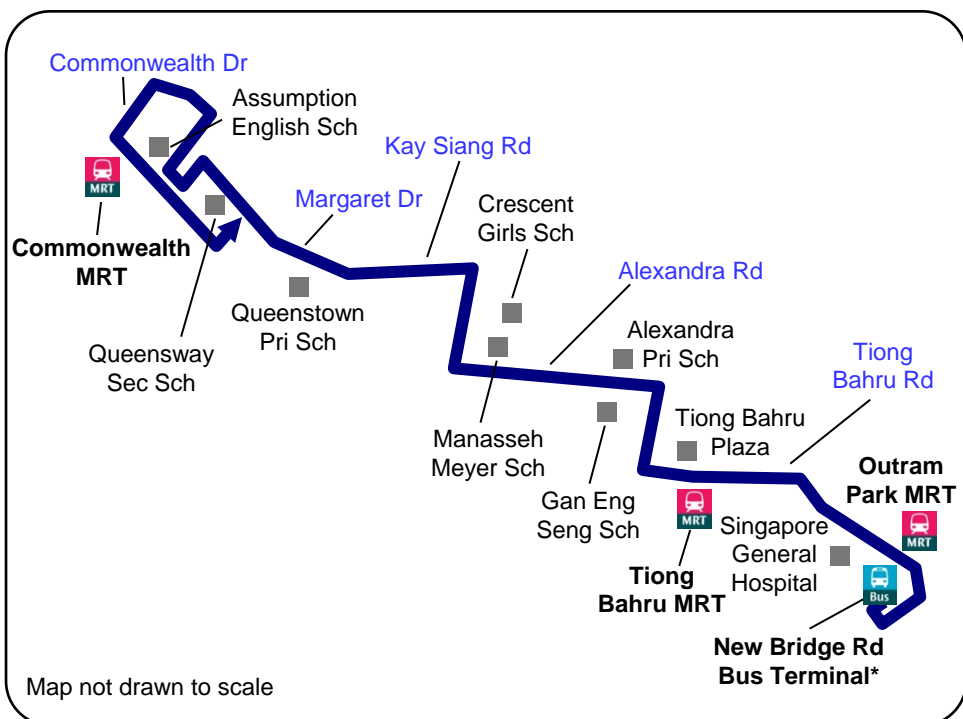 Commonwealth Dr
Assumption
English Sch
Kay Siang Rd
MRT
Margaret Dr
Crescent
Girls Sch
Commonwealth
MRT
Alexandra Rd
Queenstown
Pri Sch
Alexandra
Pri Sch
Queensway
Sec Sch
Tiong
Bahru Rd
Tiong Bahru
Plaza
Manasseh
Meyer Sch
Outram
Park MRT
Gan Eng
Seng Sch
MRT
Singapore
General
Hospital
MRT
Tiong
Bahru MRT
Bus
New Bridge Rd
Bus Terminal*
Map not drawn to scale